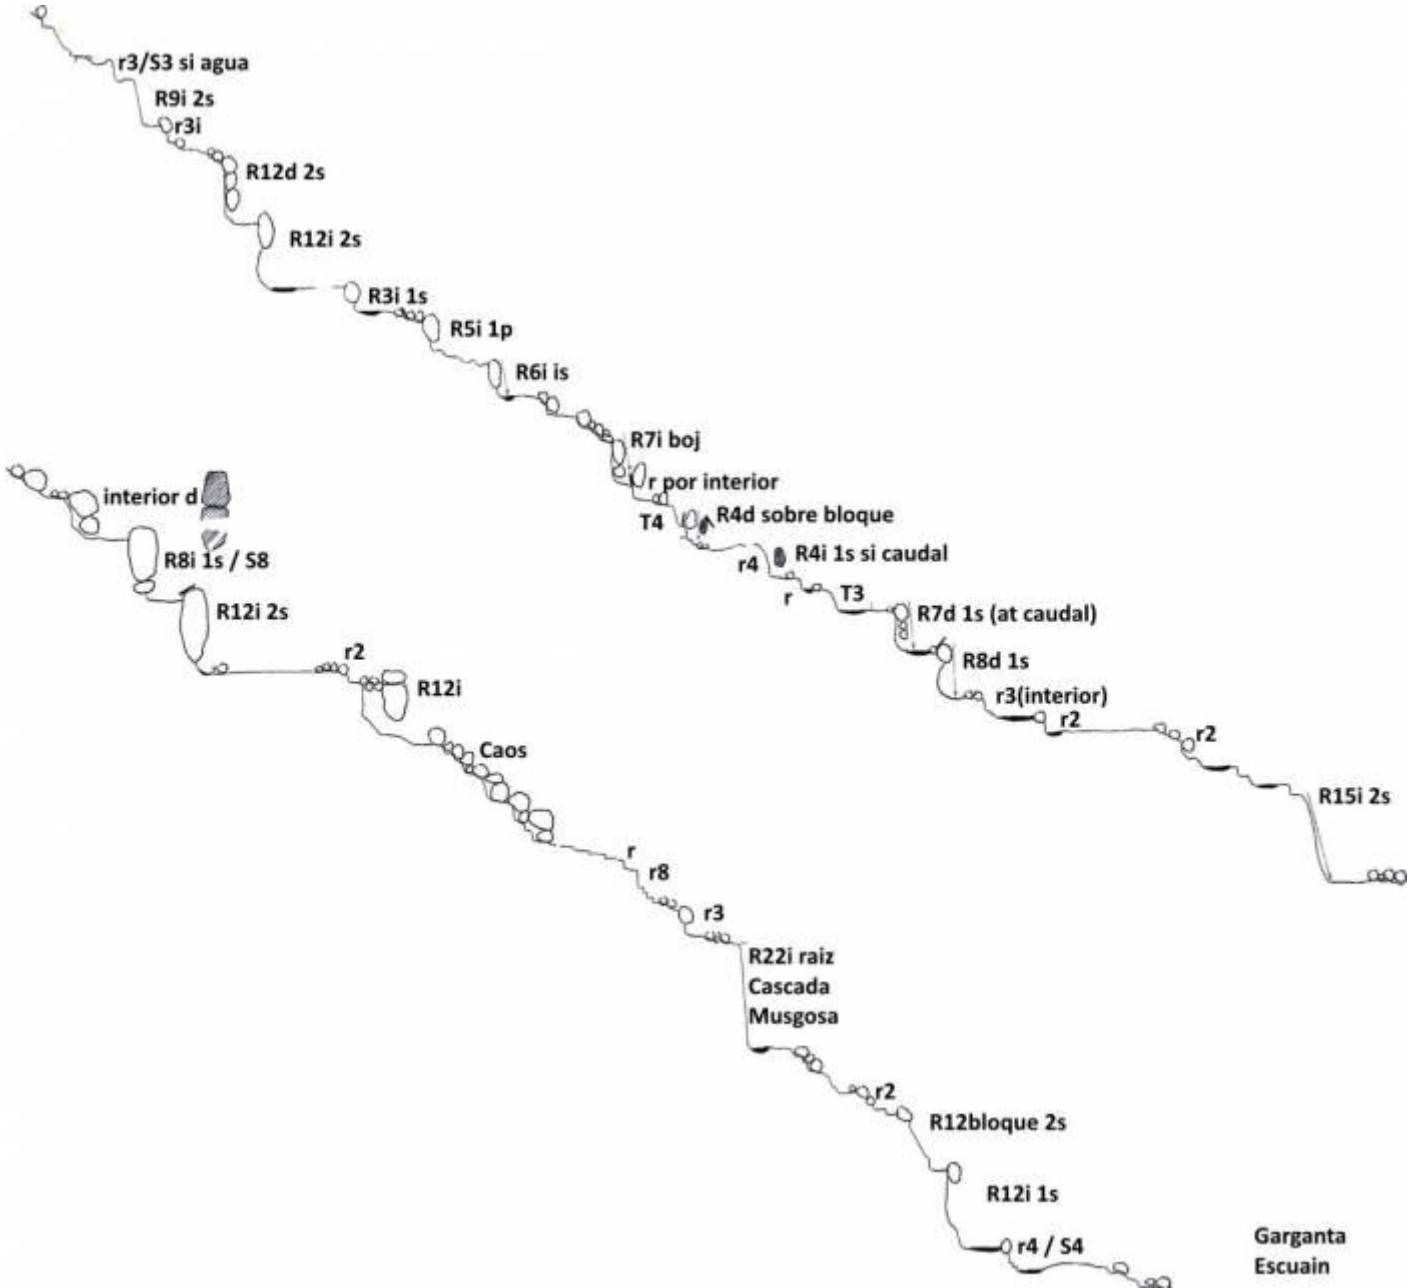 r3/S3 si agua
R9i 2s
r3i
R12d 2s
R12i 2s
R3i 1s
R5i 1p
R6i is
R7i boj
r por interior
T4
R4d sobre bloque
r4
R4i 1s si caudal
r
T3
R7d 1s (at caudal)
R8d 1s
r3(interior)
r2
r2
R15i 2s
interior d
R8i 1s / S8
R12i 2s
r2
R12i
Caos
r
r8
r3
R22i raiz
Cascada
Musgosa
r2
R12bloque 2s
R12i 1s
r4 / S4
Garganta
Escuain